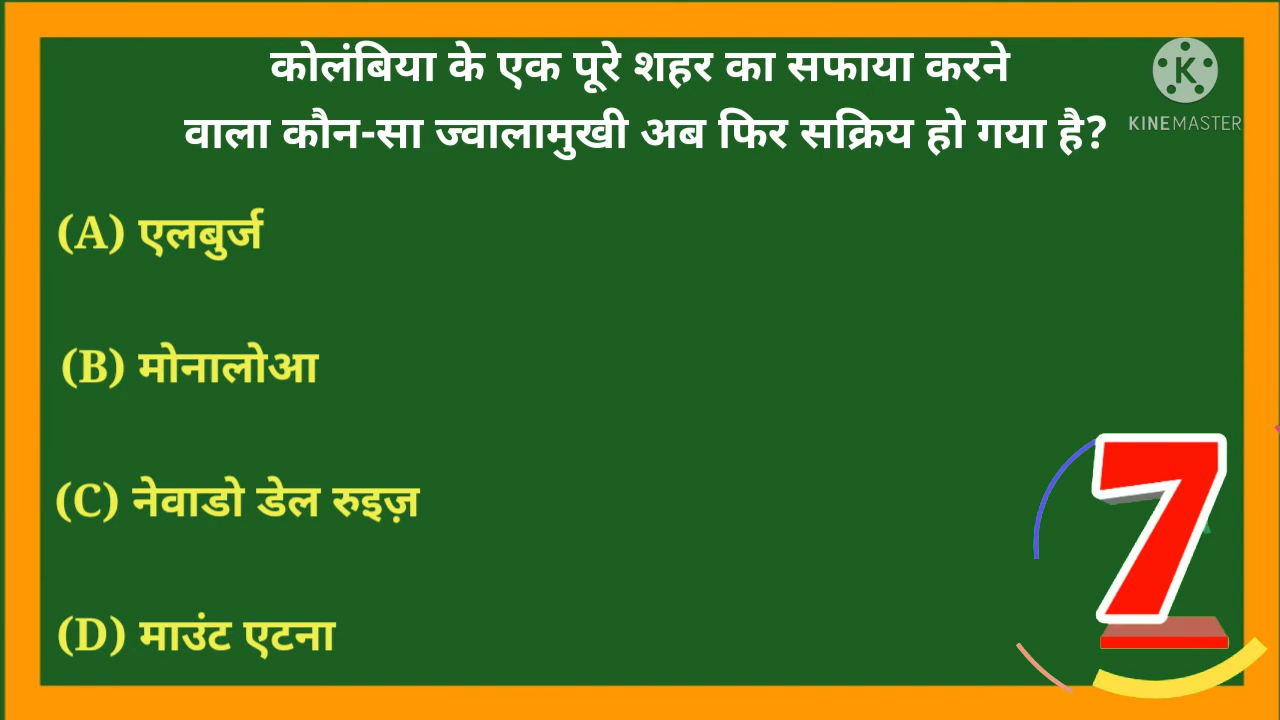 कोलंबिया के एक पूरे शहर का सफाया करने
वाला कौन-सा ज्वालामुखी अब फिर सक्रिय हो गया है?
K
KINEMASTER
(A) एलबुर्ज
(B) मोनालोआ
(C) नेवाडो डेल रुइज़
(D) माउंट एटना
7